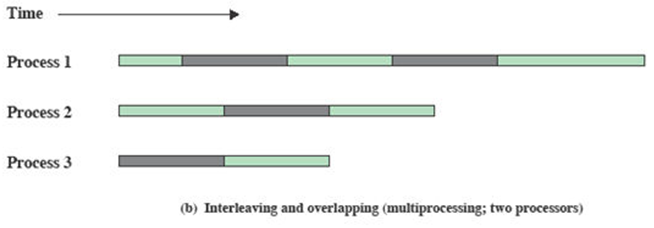 Time
Process 1
Process 2
Process 3
(b) Interleaving and overlapping (multiprocessing; two processors)